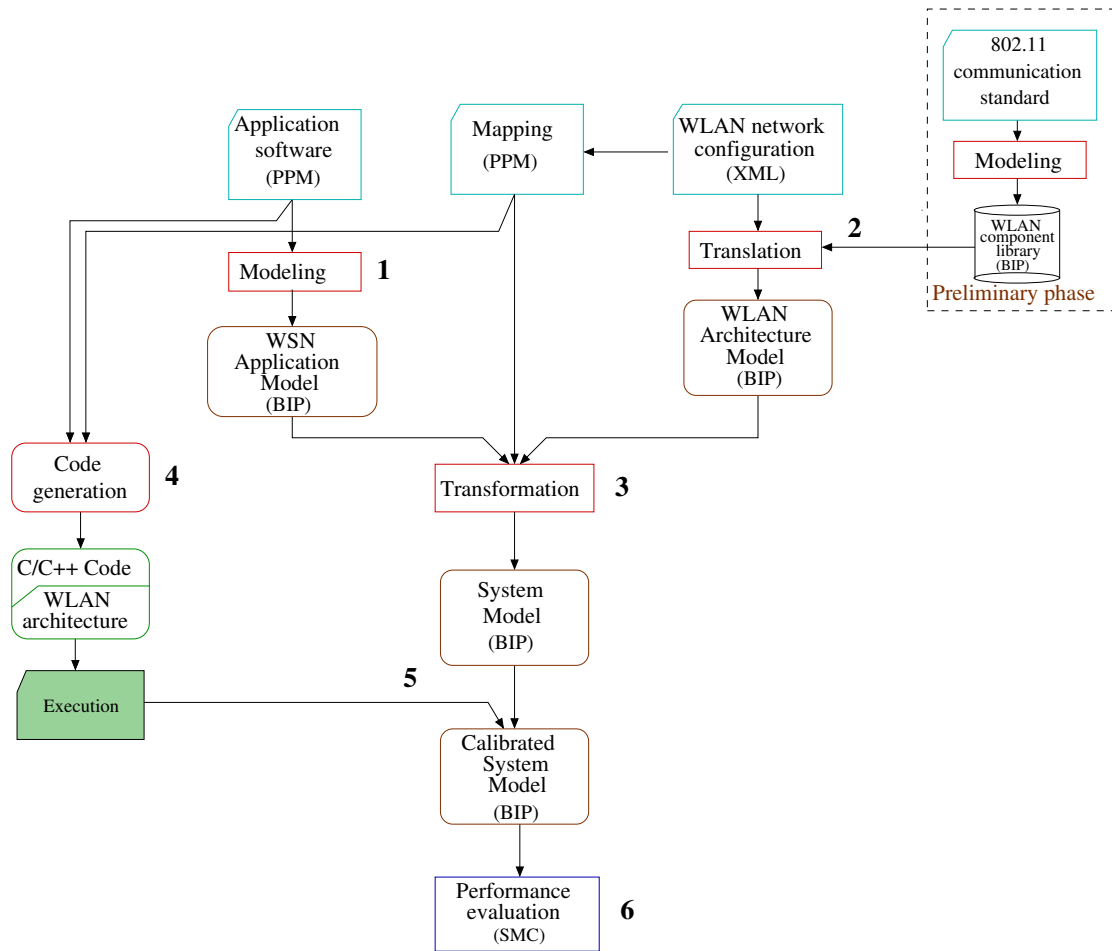 802.11
communication
standard
Modeling
WLAN
component
library
(BIP)
Preliminary phase
Application
software
(PPM)
Mapping
(PPM)
WLAN network
configuration
(XML)
2
Translation
Modeling
1
WSN
Application
Model
(BIP)
WLAN
Architecture
Model
(BIP)
Code
generation
4
Transformation
3
C/C++ Code
WLAN
architecture
System
Model
(BIP)
Execution
5
Calibrated
System
Model
(BIP)
Performance
evaluation
(SMC)
6